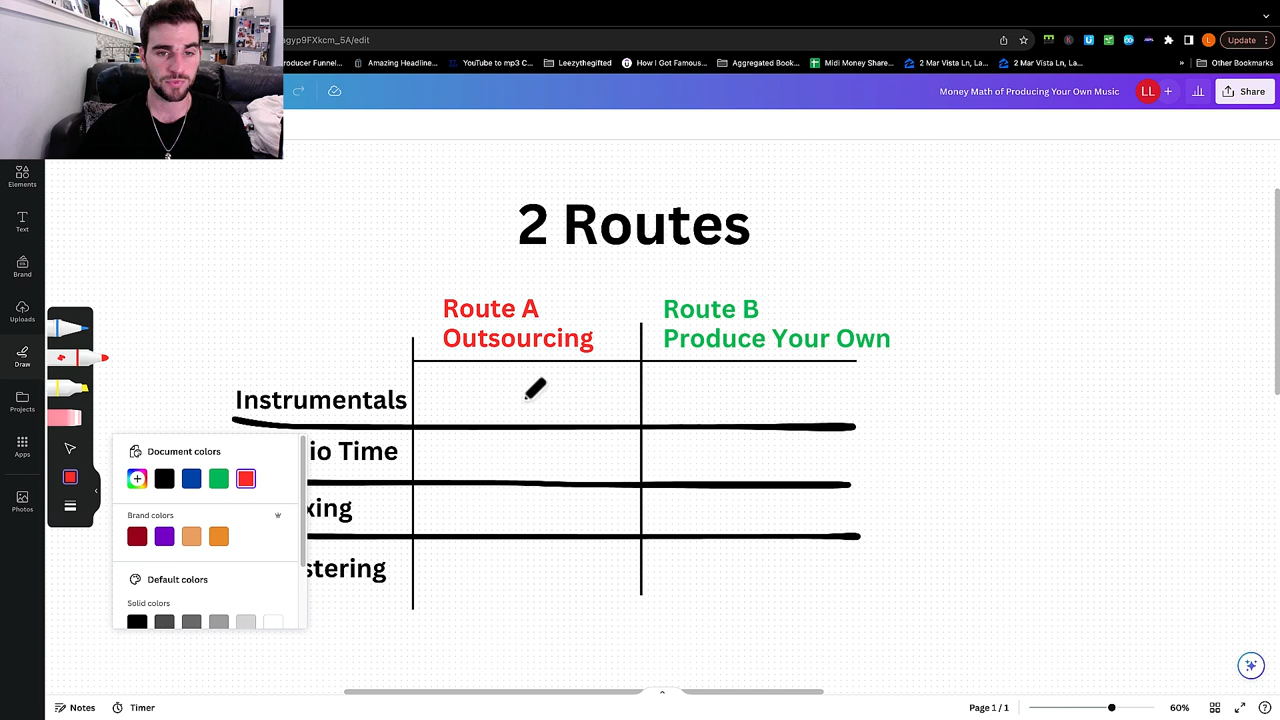 agyp9FXkcm_5A/edit
Update
roducer Funnel...
Amazing Headline...
YouTube to mp3 C...
Leezythegifted
How I Got Famous...
Aggregated Book...
Midi Money Share...
2 Mar Vista Ln, La...
2 Mar Vista Ln, La...
»
Other Bookmarks
Money Math of Producing Your Own Music
LL
+
Share
Elements
Text
Brand
Uploads
Draw
Projects
Apps
Photos
2 Routes
Route A
Outsourcing
Route B
Produce Your Own
Instrumentals
io Time
xing
stering
Document colors
Brand colors
Default colors
Solid colors
Notes
Timer
Page 1 / 1
60%